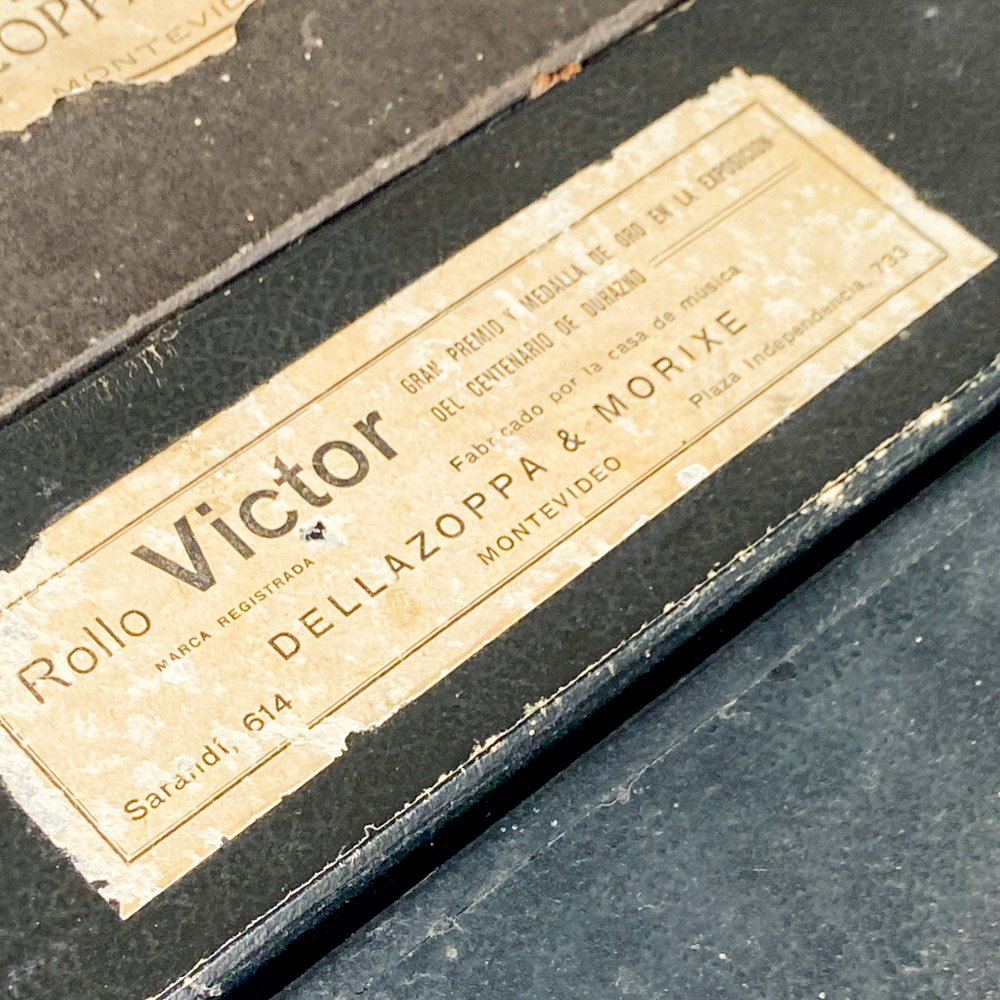 MONTEVID
Rollo Victor
MARCA REGISTRADA
GRAN PREMIO Y MEDALLA DE ORO EN LA EXPOSICION
DEL CENTENARIO DE DURAZNO
Fabricado por la casa de música
DELLAZOPPA & MORIXE
Sarandí, 614
MONTEVIDEO
Plaza Independencia, 733